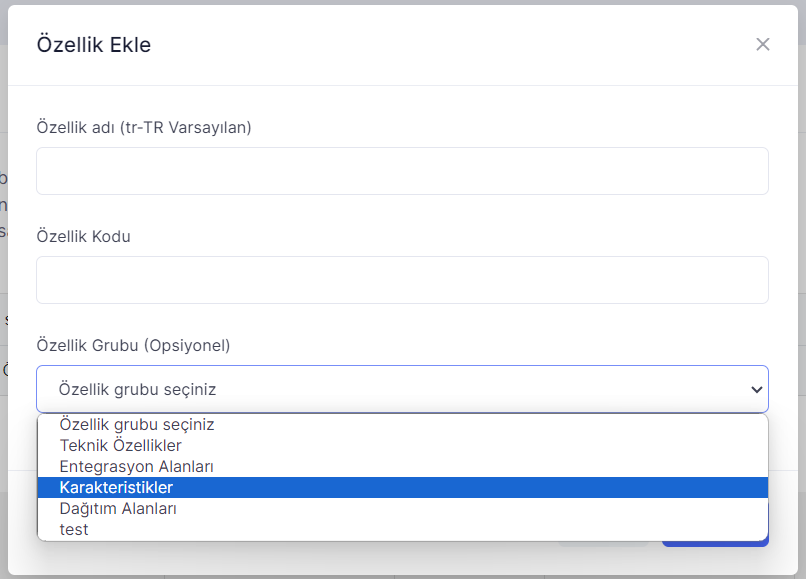 Özellik Ekle
Özellik adı (tr-TR Varsayılan)
Özellik Kodu
Özellik Grubu (Opsiyonel)
Özellik grubu seçiniz
Özellik grubu seçiniz
Teknik Özellikler
Entegrasyon Alanları
Karakteristikler
Dağıtım Alanları
test